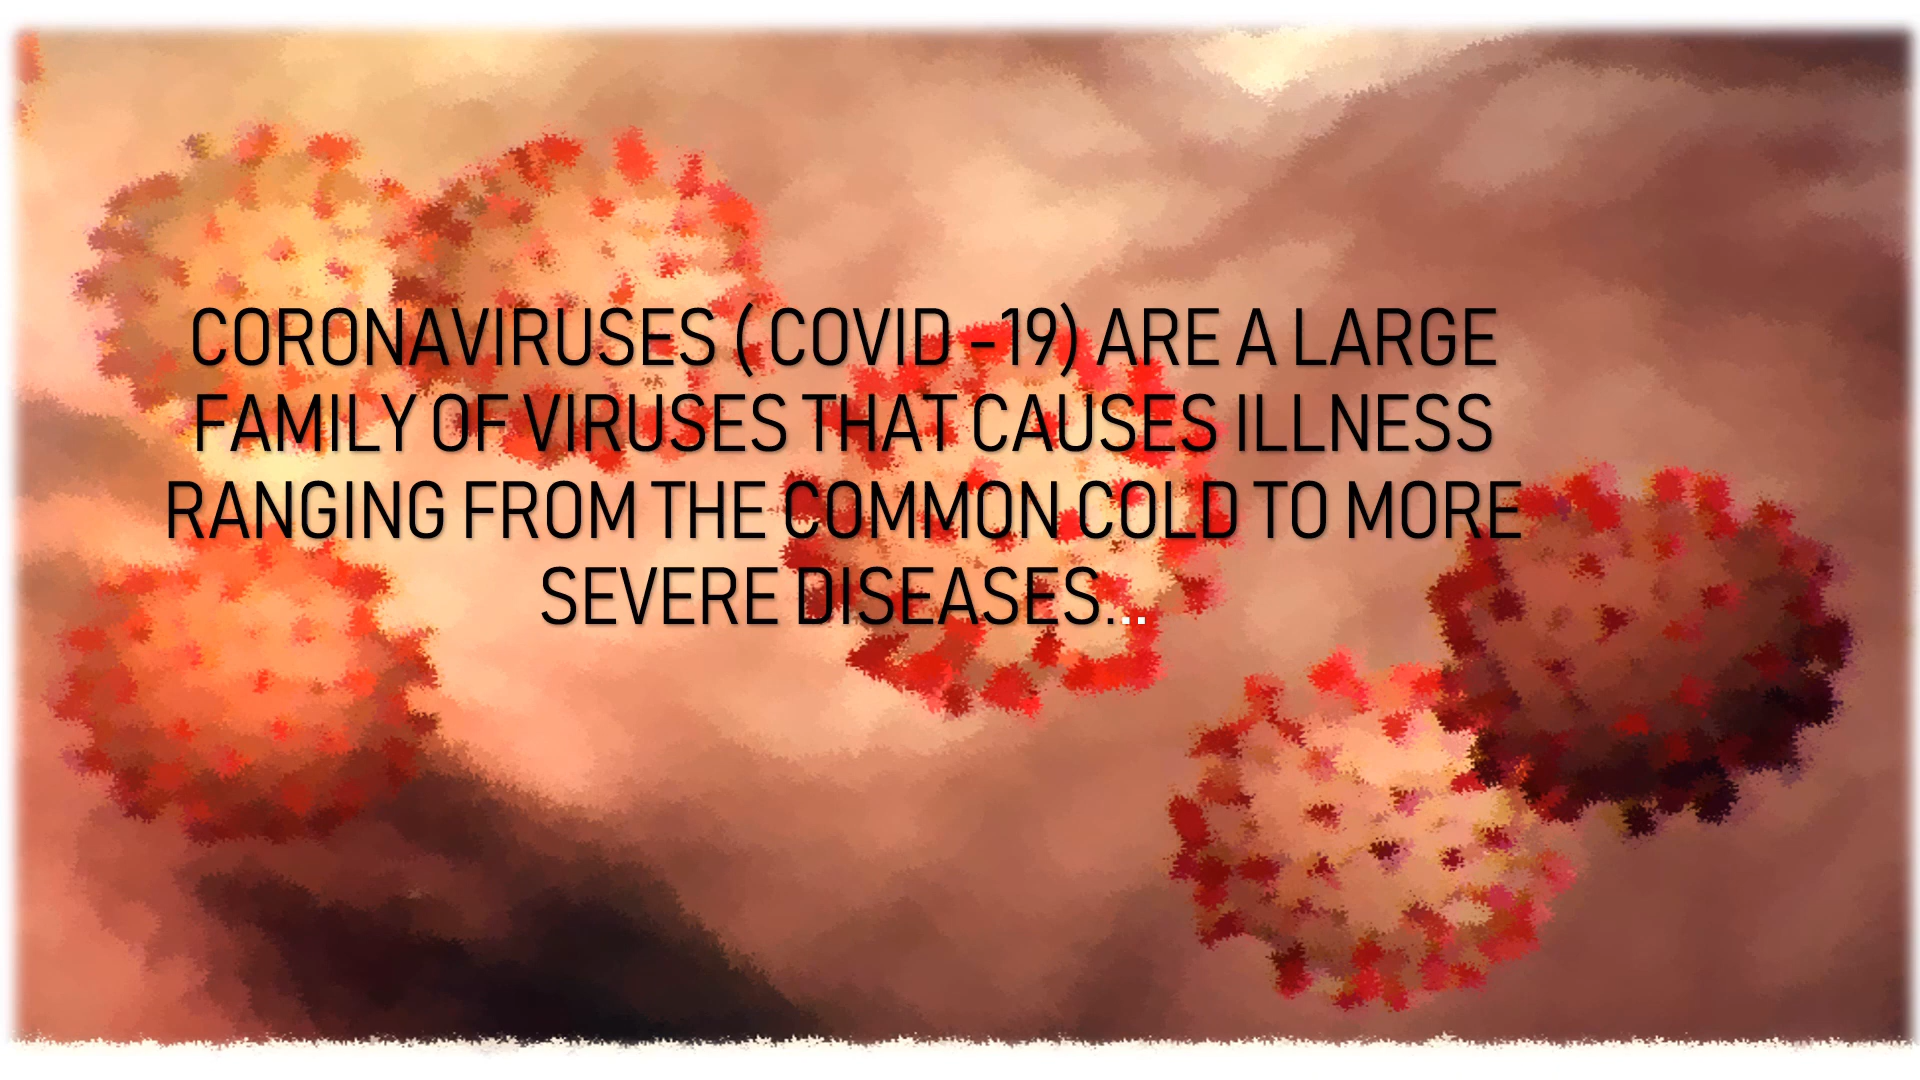 CORONAVIRUSES ( COVID -19) ARE A LARGE
FAMILY OF VIRUSES THAT CAUSES ILLNESS
RANGING FROM THE COMMON COLD TO MORE
SEVERE DISEASES...